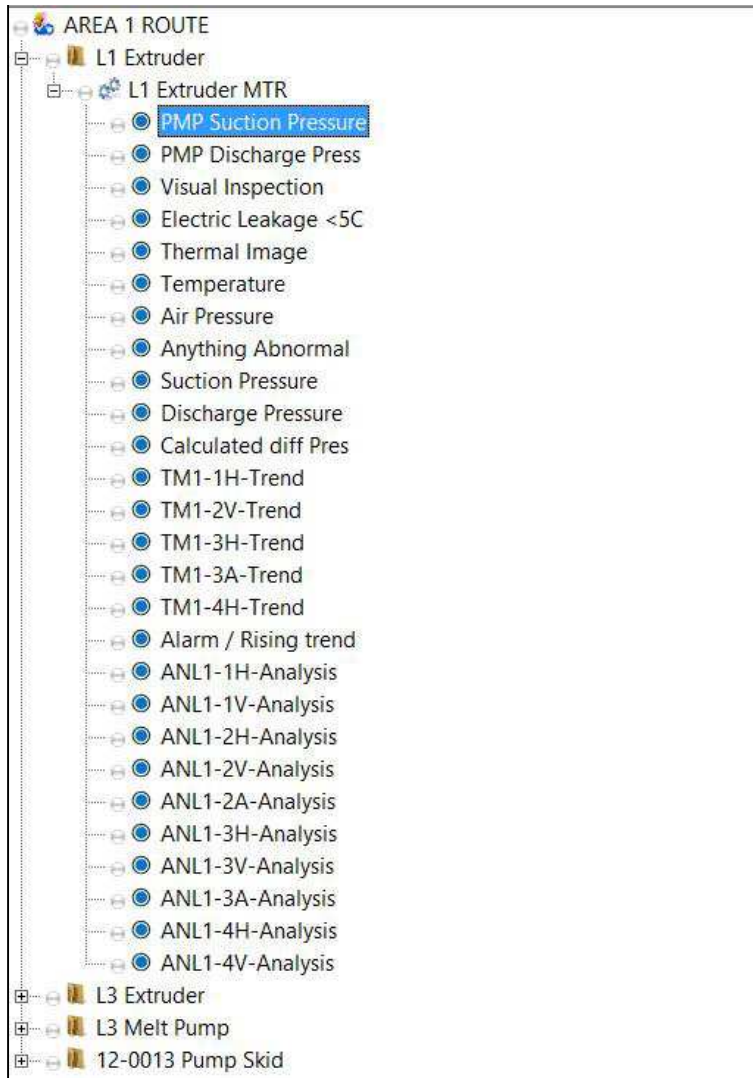 AREA 1 ROUTE
L1 Extruder
L1 Extruder MTR
PMP Suction Pressure
PMP Discharge Press
Visual Inspection
Electric Leakage <5C
Thermal Image
Temperature
Air Pressure
Anything Abnormal
Suction Pressure
Discharge Pressure
Calculated diff Pres
TM1-1H-Trend
TM1-2V-Trend
TM1-3H-Trend
TM1-3A-Trend
TM1-4H-Trend
Alarm / Rising trend
ANL1-1H-Analysis
ANL1-1V-Analysis
ANL1-2H-Analysis
ANL1-2V-Analysis
ANL1-2A-Analysis
ANL1-3H-Analysis
ANL1-3V-Analysis
ANL1-3A-Analysis
ANL1-4H-Analysis
ANL1-4V-Analysis
L3 Extruder
L3 Melt Pump
12-0013 Pump Skid